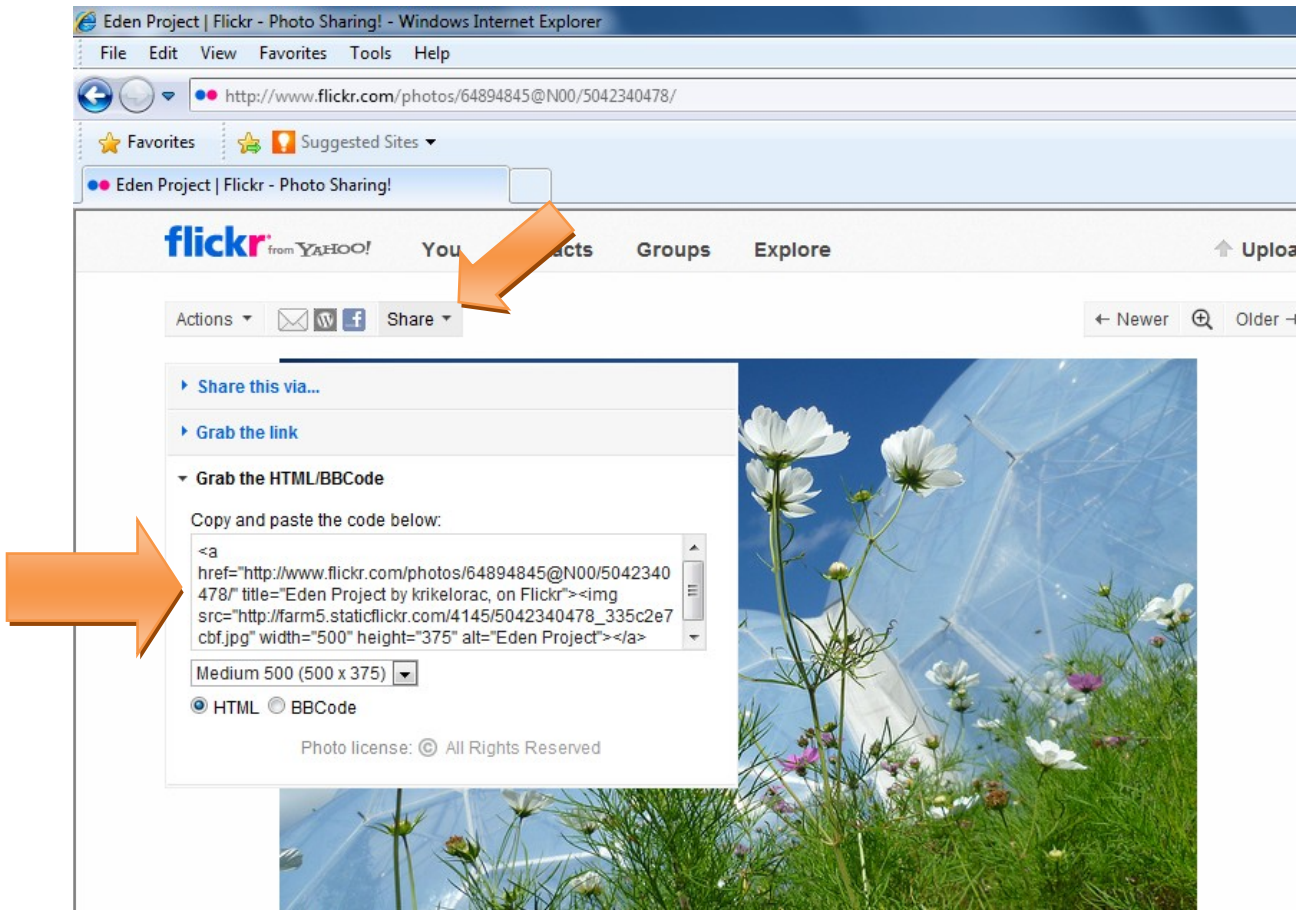 Eden Project | Flickr - Photo Sharing! - Windows Internet Explorer
File Edit View Favorites Tools Help
http://www.flickr.com/photos/64894845@N00/5042340478/
Favorites Suggested Sites
Eden Project | Flickr - Photo Sharing!
flickr from YAHOO! You acts Groups Explore Uploa
Actions Share ← Newer Older
Share this via...
Grab the link
Grab the HTML/BBCode
Copy and paste the code below:
<a
href="http://www.flickr.com/photos/64894845@N00/5042340
478/" title="Eden Project by krikelorac, on Flickr"><img
src="http://farm5.staticflickr.com/4145/5042340478_335c2e7
cbf.jpg" width="500" height="375" alt="Eden Project"></a>
Medium 500 (500 x 375)
HTML BBCode
Photo license: © All Rights Reserved